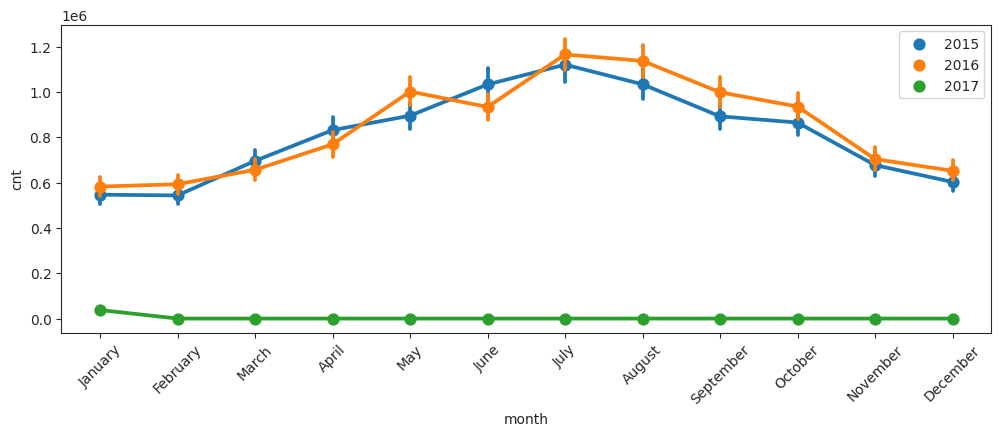 1e6
2015
2016
2017
1.2
1.0
0.8
0.6
0.4
0.2
0.0
cnt
January
February
March
April
May
June
July
August
September
October
November
December
month